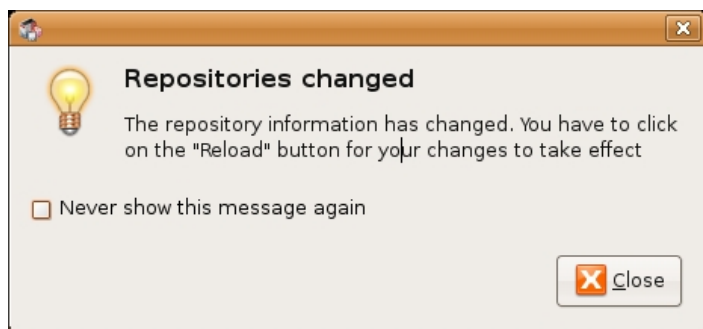 Repositories changed
The repository information has changed. You have to click
on the "Reload" button for your changes to take effect
Never show this message again
Close